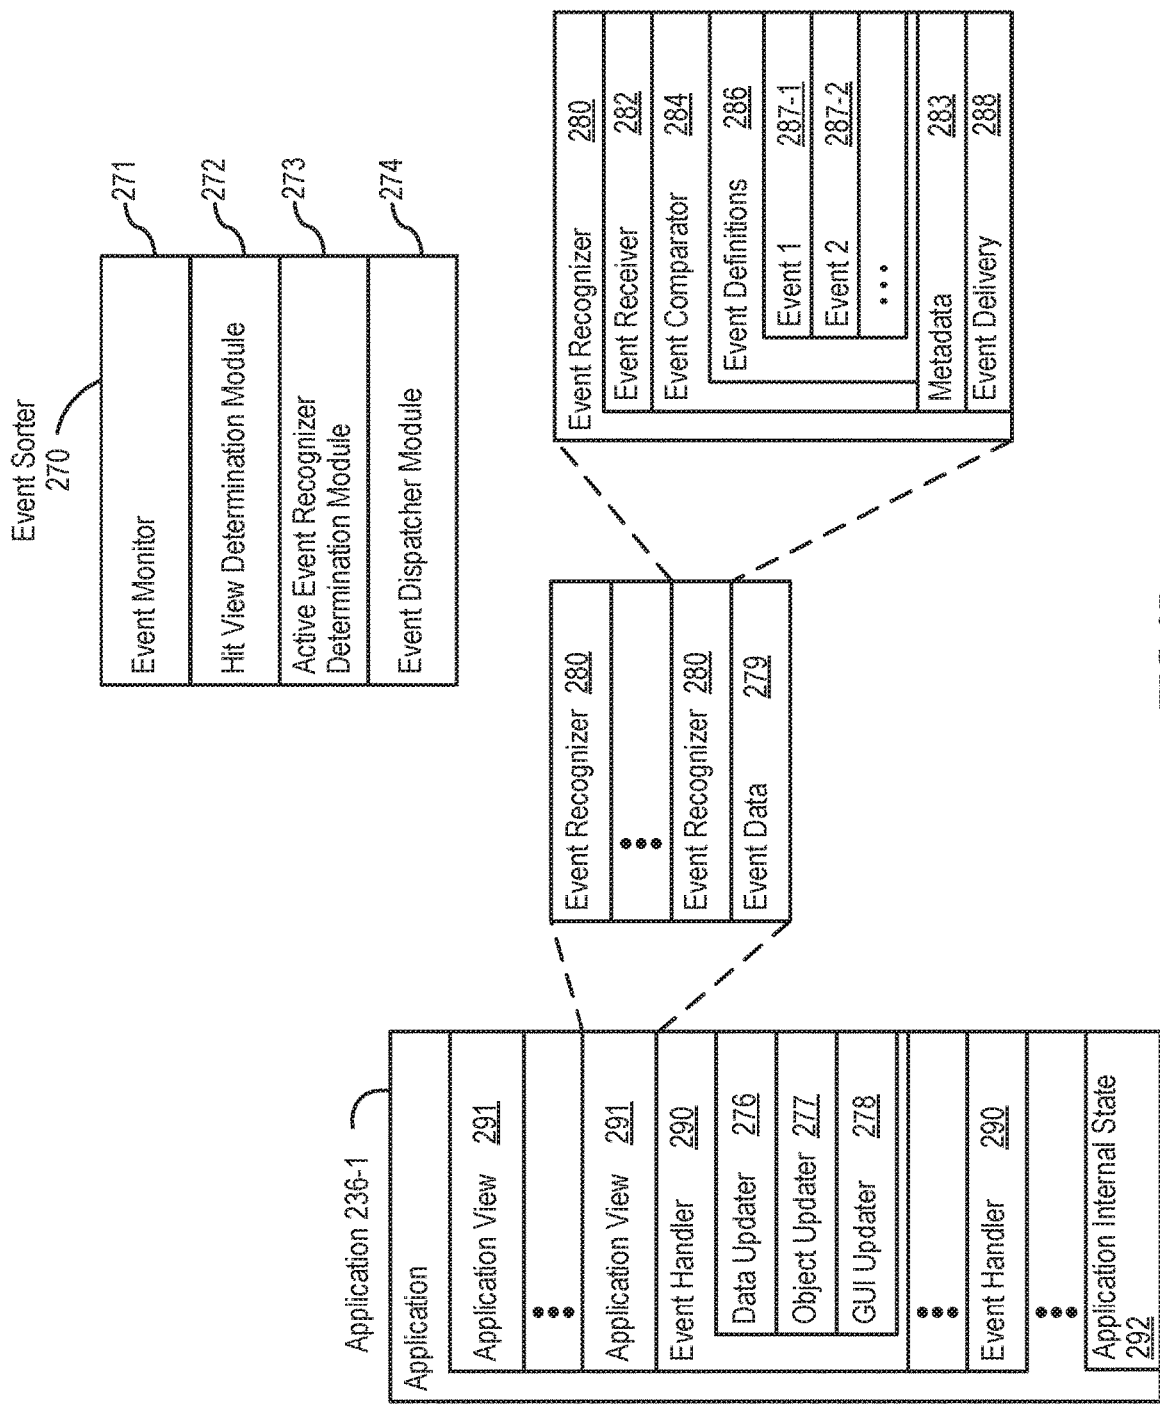 Event Sorter
270
Event Monitor
271
Hit View Determination Module
272
Active Event Recognizer
Determination Module
273
Event Dispatcher Module
274
Application 236-1
Application
Application View 291
Application View 291
Event Handler 290
Data Updater 276
Object Updater 277
GUI Updater 278
Event Handler 290
Application Internal State
292
Event Recognizer 280
Event Recognizer 280
Event Data 279
Event Recognizer 280
Event Receiver 282
Event Comparator 284
Event Definitions 286
Event 1 287-1
Event 2 287-2
Metadata 283
Event Delivery 288